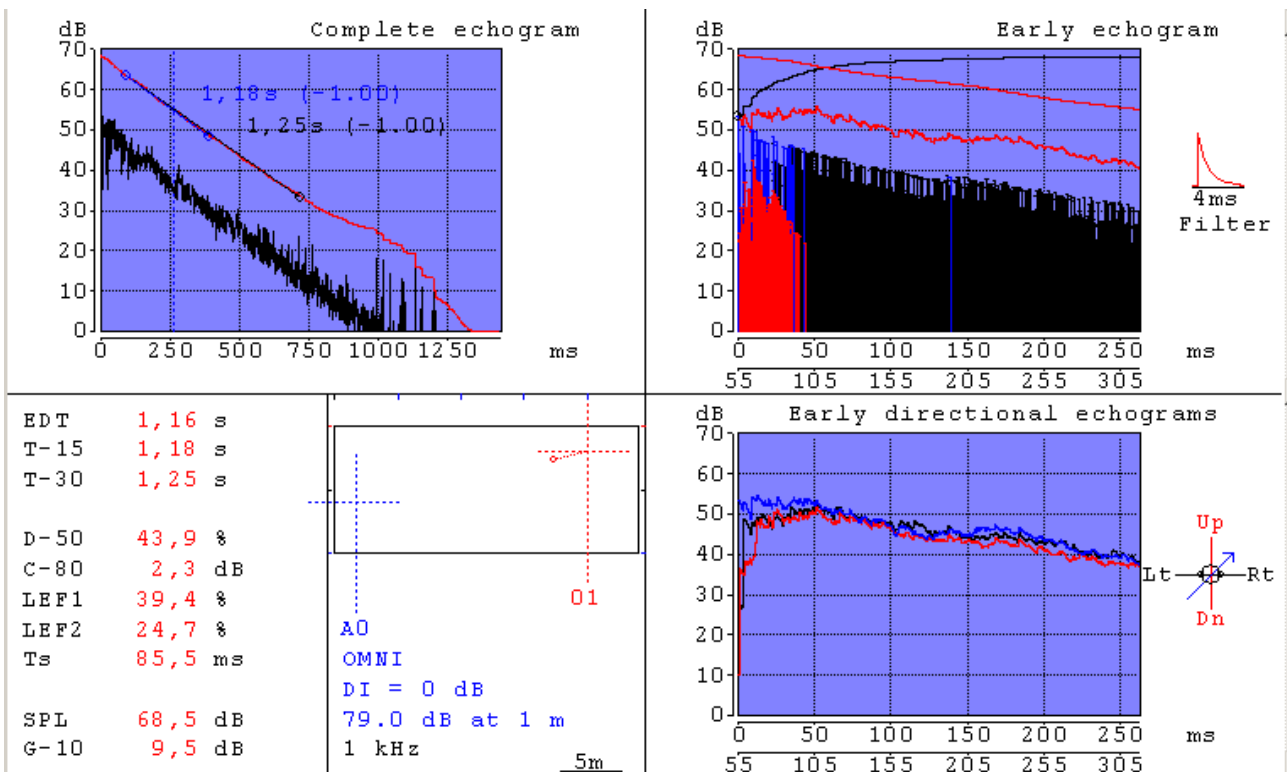 dB Complete echogram
70
60
50
40
30
20
10
0
1,18s (-1.00)
1,25s (-1.00)
0 250 500 750 1000 1250 ms
dB Early echogram
70
60
50
40
30
20
10
0
0 50 100 150 200 250 ms
55 105 155 205 255 305
4ms
Filter
EDT 1,16 s
T-15 1,18 s
T-30 1,25 s
D-50 43,9 %
C-80 2,3 dB
LEF1 39,4 %
LEF2 24,7 %
Ts 85,5 ms
SPL 68,5 dB
G-10 9,5 dB
01
A0
OMNI
DI = 0 dB
79.0 dB at 1 m
1 kHz
5m
dB Early directional echograms
70
60
50
40
30
20
10
0
0 50 100 150 200 250 ms
55 105 155 205 255 305
Up
Lt Rt
Dn